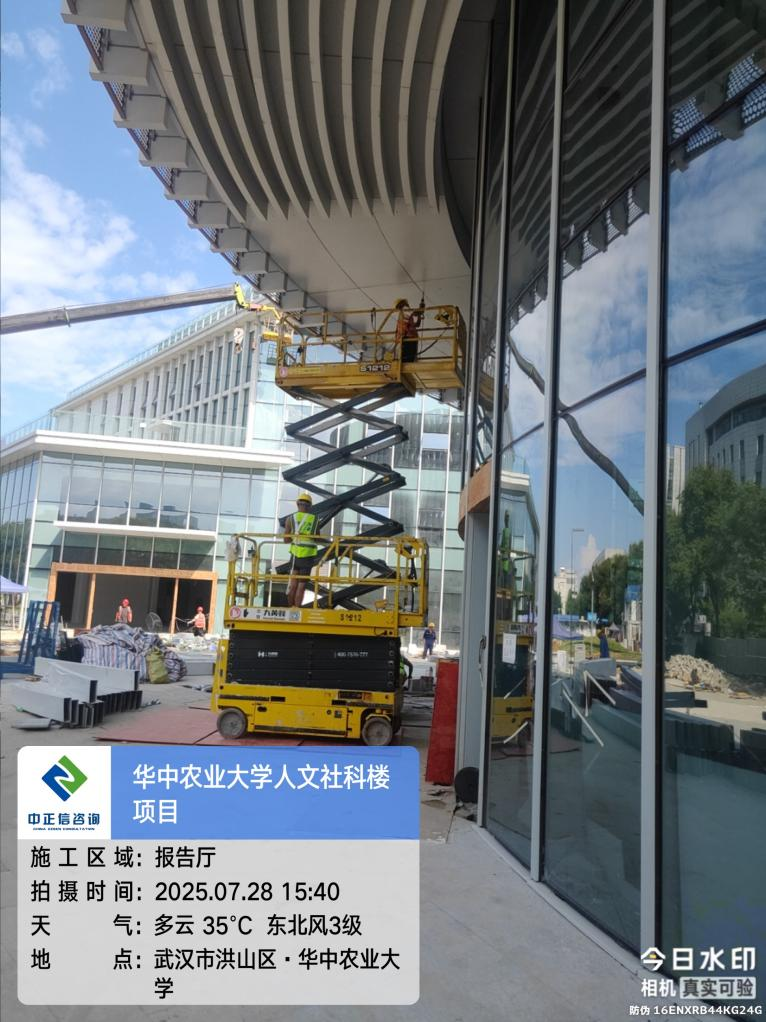 S1212
S1212
中正信咨询
华中农业大学人文社科楼
项目
施工区域：报告厅
拍摄时间：2025.07.28 15:40
天气：多云 35℃ 东北风3级
地点：武汉市洪山区·华中农业大
学
今日水印
相机 真实可验
防伪 16ENXRB44KG24G